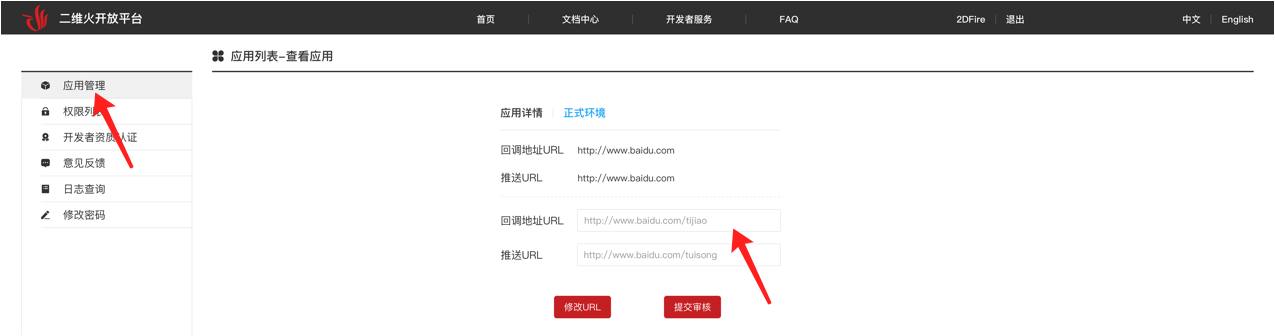 二维火开放平台 首页 文档中心 开发者服务 FAQ 2DFire 退出 中文 English
应用列表-查看应用
应用管理
权限列
开发者资质认证
意见反馈
日志查询
修改密码
应用详情 正式环境
回调地址URL http://www.baidu.com
推送URL http://www.baidu.com
回调地址URL http://www.baidu.com/tijiao
推送URL http://www.baidu.com/tuisong
修改URL 提交审核